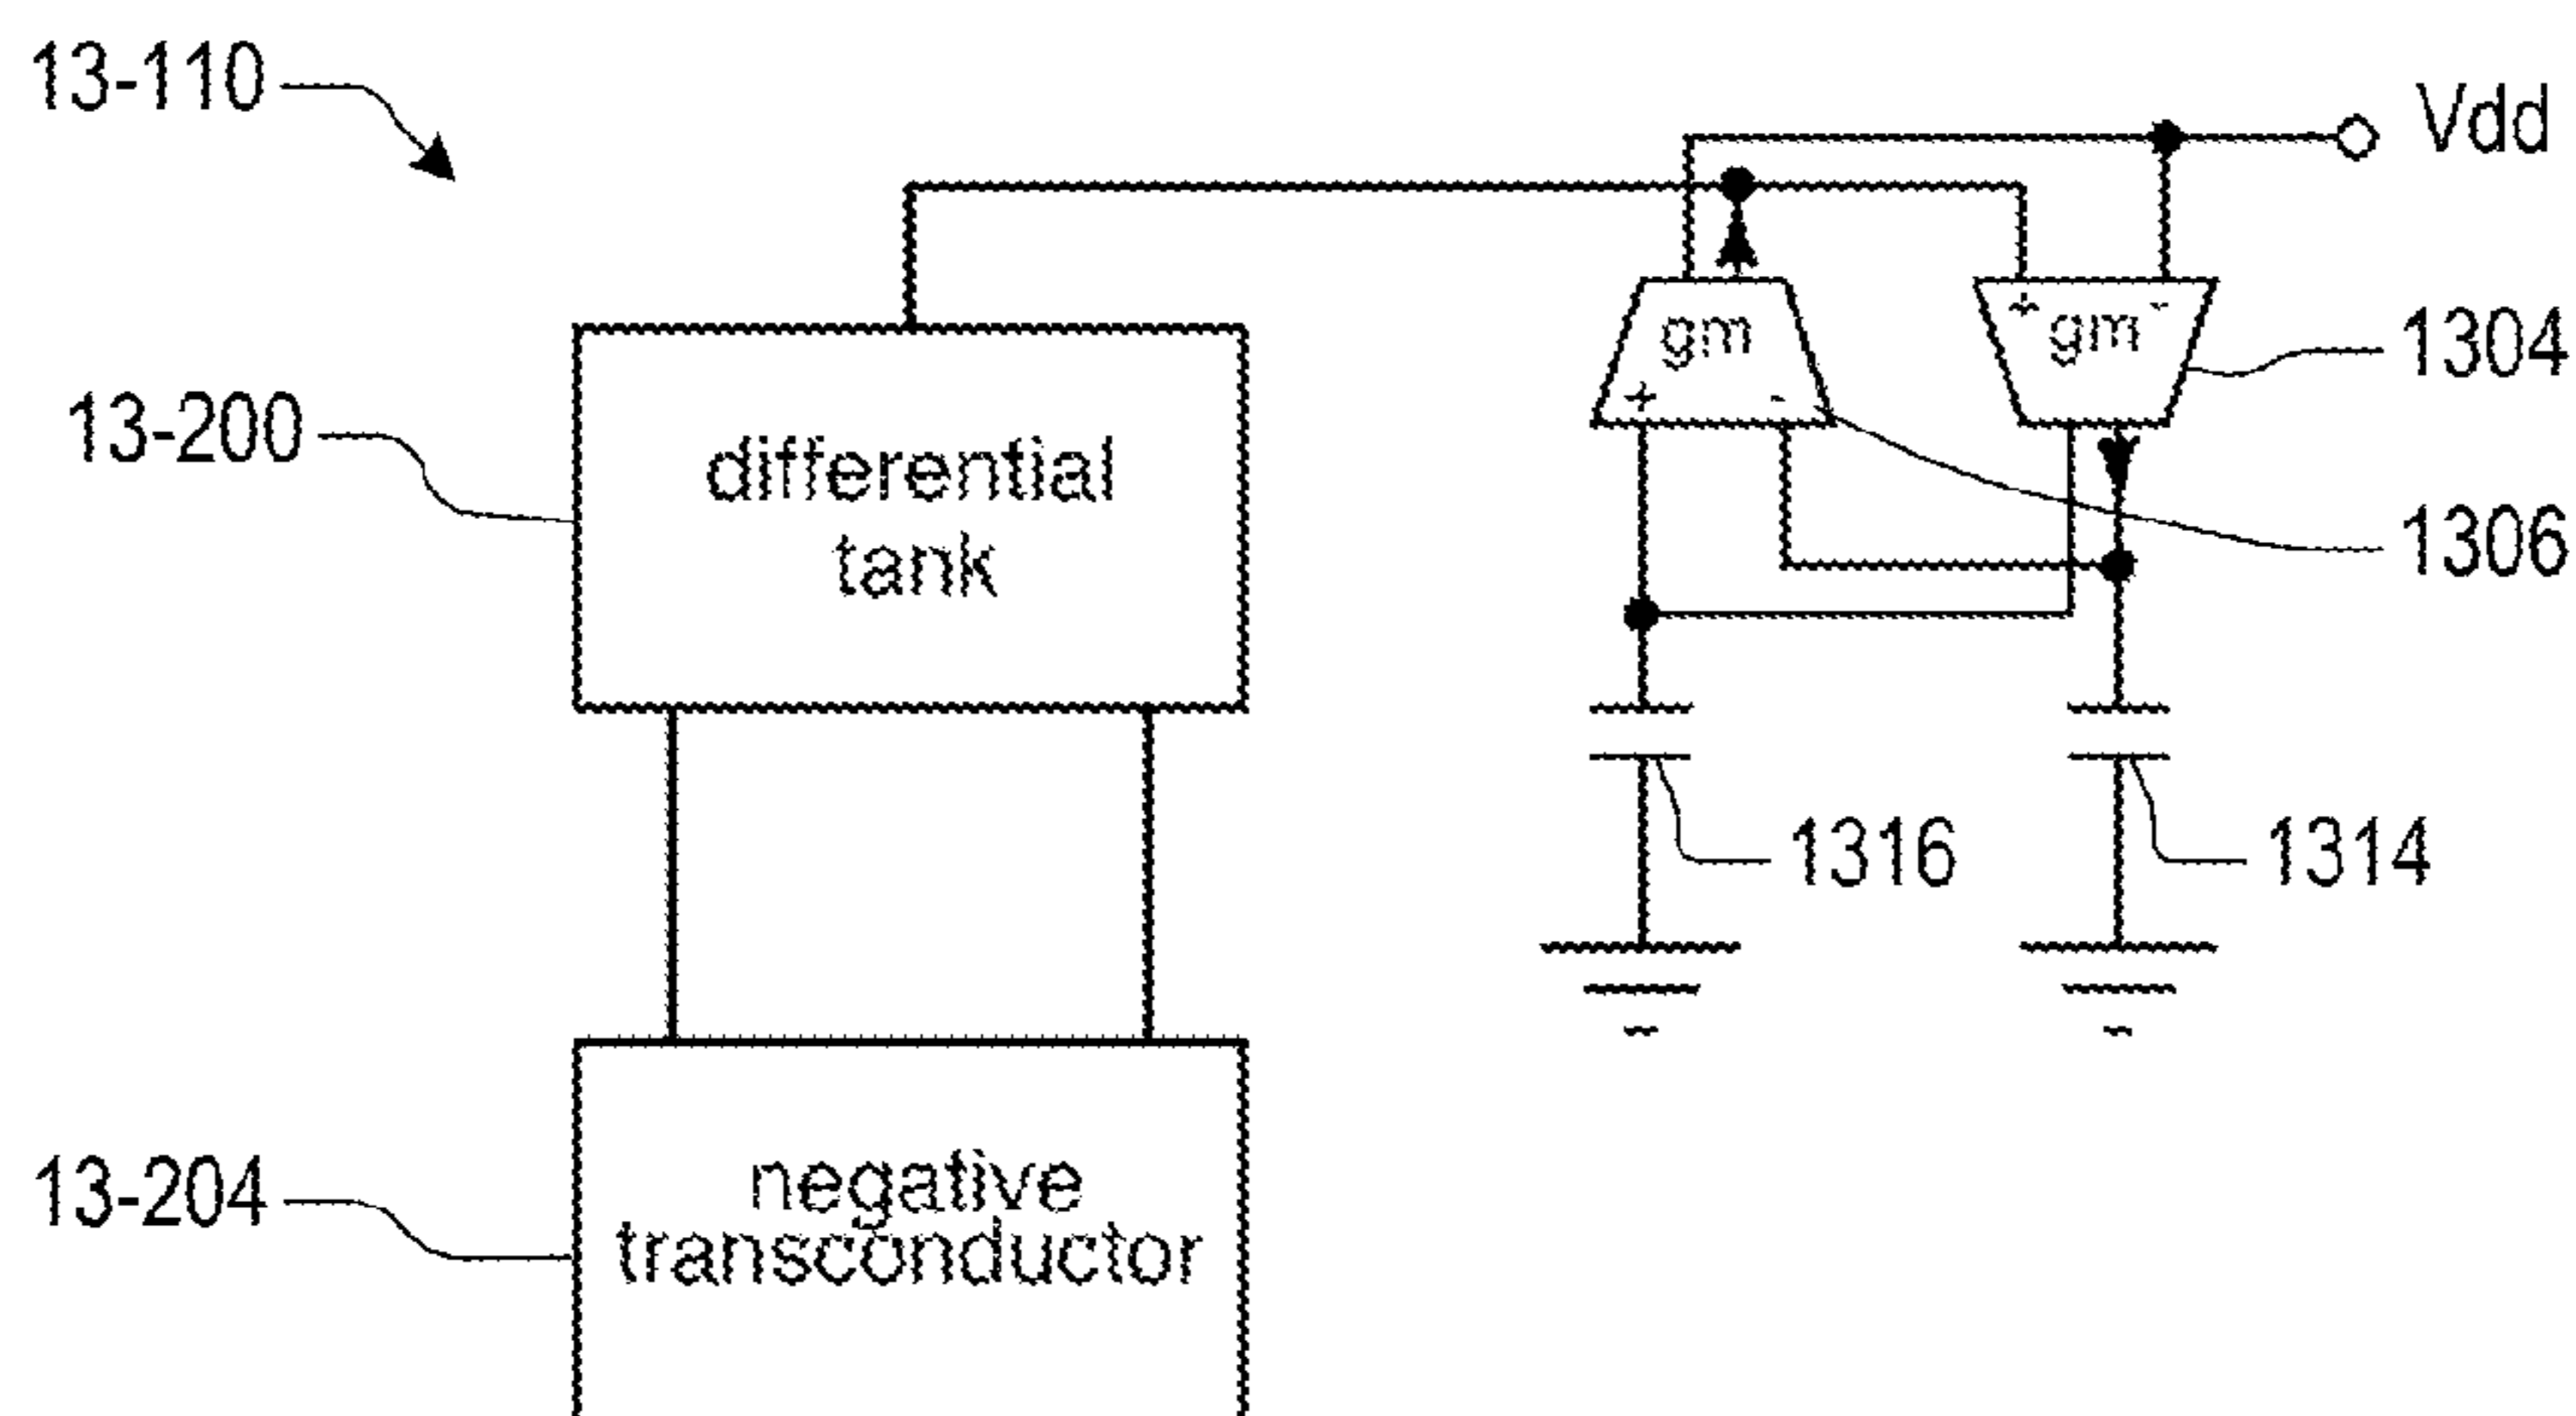 13-110
Vdd
gm
+
-
+
-
gm
1304
13-200
differential
tank
1306
1316
1314
13-204
negative
transconductor